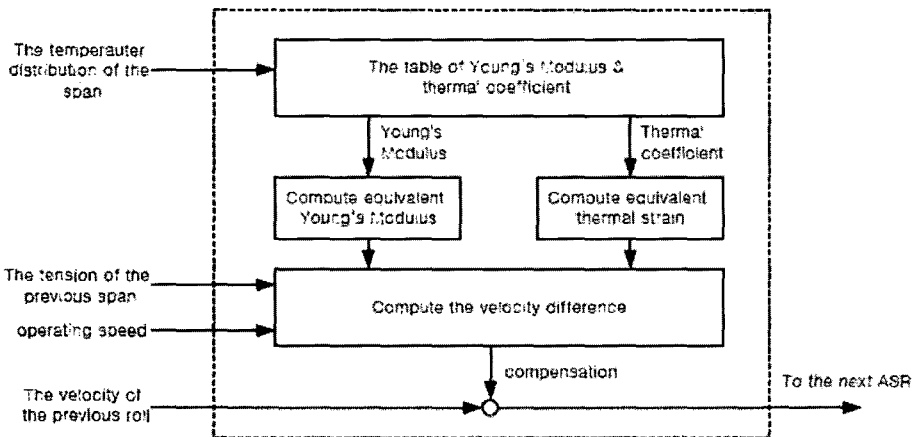 The temperauter
distribution of the
span
The table of Young's Modulus &
thermal coefficient
Young's
Modulus
Thermal
coefficient
Compute equivalent
Young's Modulus
Compute equivalent
thermal strain
The tension of the
previous span
operating speed
Compute the velocity difference
compensation
The velocity of
the previous roll
To the next ASR